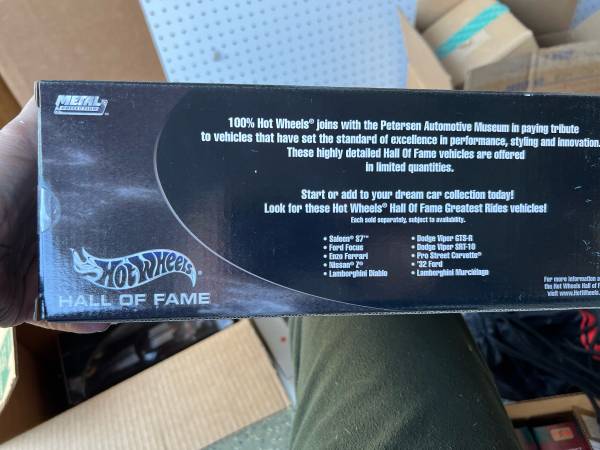 METAL
COLLECTION
100% Hot Wheels® joins with the Petersen Automotive Museum in paying tribute
to vehicles that have set the standard of excellence in performance, styling and innovation.
These highly detailed Hall Of Fame vehicles are offered
in limited quantities.
Start or add to your dream car collection today!
Look for these Hot Wheels® Hall Of Fame Greatest Rides vehicles!
Each sold separately, subject to availability.
• Saleen® S7™
• Ford Focus
• Enzo Ferrari
• Nissan® Z®
• Lamborghini Diablo
• Dodge Viper GTS-R
• Dodge Viper SRT-10
• Pro Street Corvette®
• '32 Ford
• Lamborghini Murciélago
HOT WHEELS
HALL OF FAME
For more information
the Hot Wheels Hall of
visit www.HotWheels.